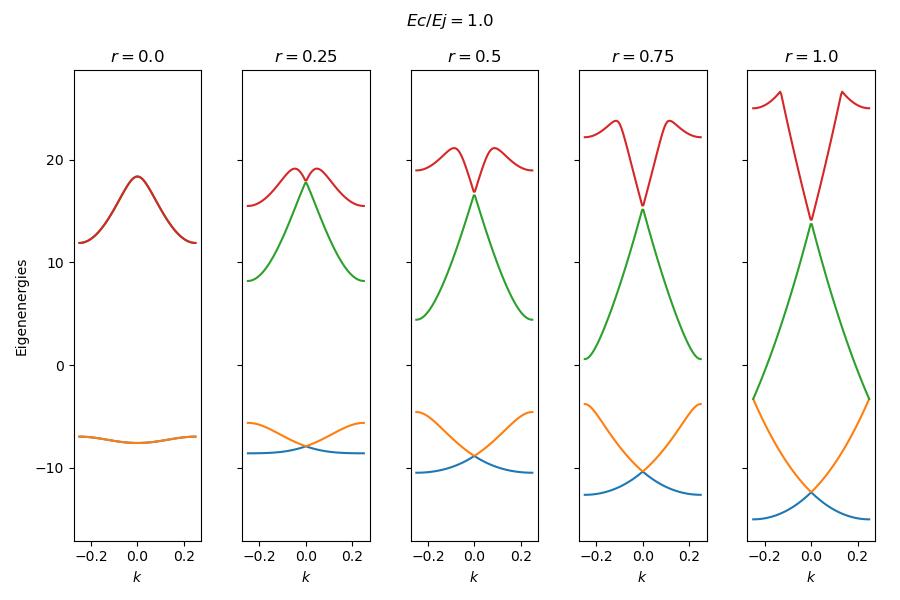 Ec/Ej = 1.0
r = 0.0 r = 0.25 r = 0.5 r = 0.75 r = 1.0
Eigenenergies
20
10
0
−10
−0.2 0.0 0.2 −0.2 0.0 0.2 −0.2 0.0 0.2 −0.2 0.0 0.2 −0.2 0.0 0.2
k k k k k